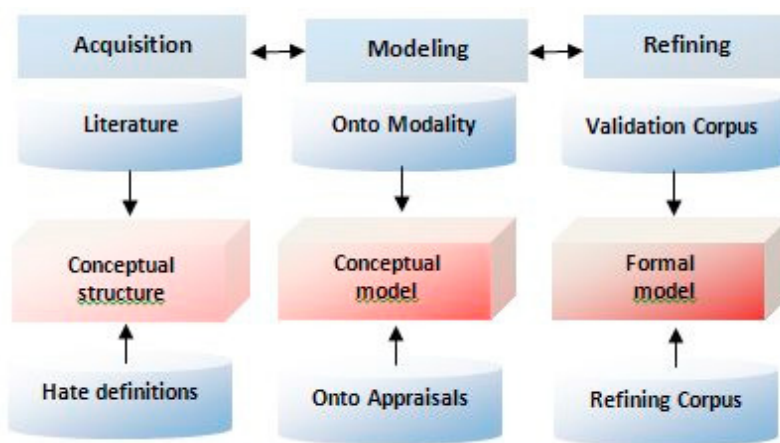 Acquisition
Modeling
Refining
Literature
Onto Modality
Validation Corpus
Conceptual
structure
Conceptual
model
Formal
model
Hate definitions
Onto Appraisals
Refining Corpus